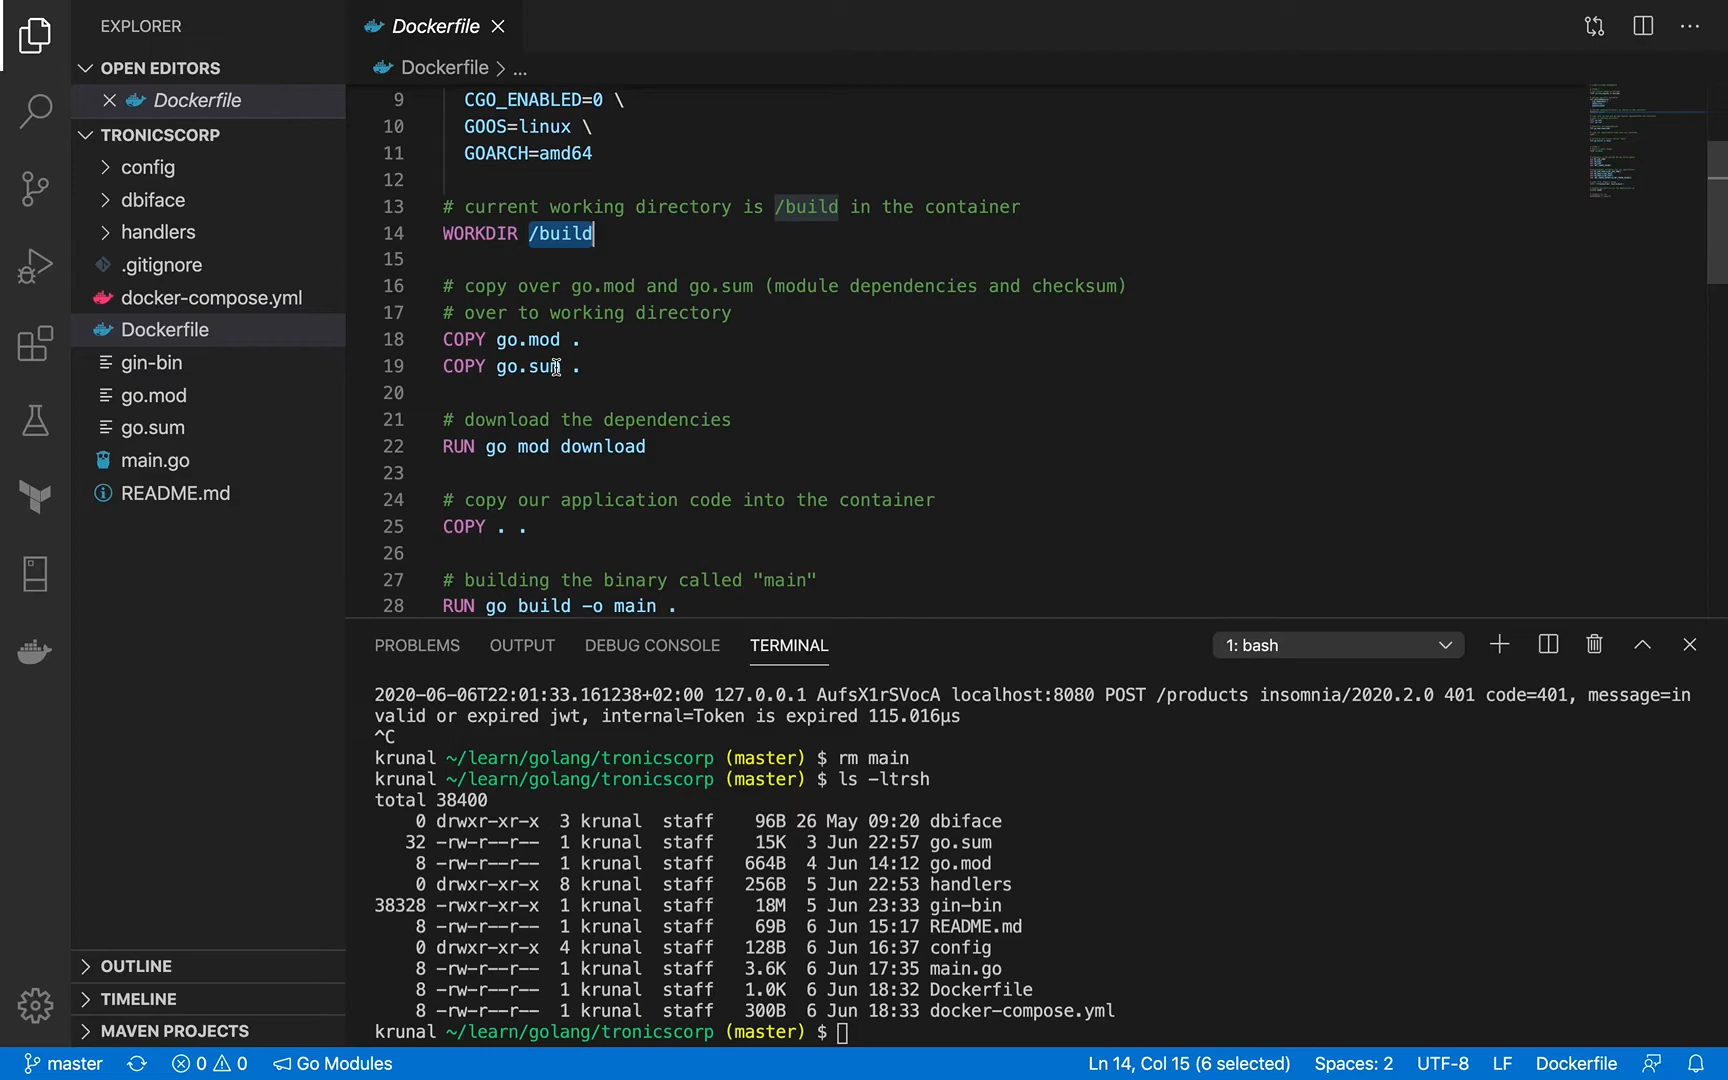 EXPLORER
OPEN EDITORS
Dockerfile
TRONICSCORP
config
dbiface
handlers
.gitignore
docker-compose.yml
Dockerfile
gin-bin
go.mod
go.sum
main.go
README.md
OUTLINE
TIMELINE
MAVEN PROJECTS
Dockerfile
Dockerfile > ...
9 CGO_ENABLED=0 \
10 GOOS=linux \
11 GOARCH=amd64
12
13 # current working directory is /build in the container
14 WORKDIR /build
15
16 # copy over go.mod and go.sum (module dependencies and checksum)
17 # over to working directory
18 COPY go.mod .
19 COPY go.sum .
20
21 # download the dependencies
22 RUN go mod download
23
24 # copy our application code into the container
25 COPY . .
26
27 # building the binary called "main"
28 RUN go build -o main .
PROBLEMS OUTPUT DEBUG CONSOLE TERMINAL 1: bash
2020-06-06T22:01:33.161238+02:00 127.0.0.1 AufsX1rSVocA localhost:8080 POST /products insomnia/2020.2.0 401 code=401, message=in
valid or expired jwt, internal=Token is expired 115.016µs
^C
krunal ~/learn/golang/tronicscorp (master) $ rm main
krunal ~/learn/golang/tronicscorp (master) $ ls -ltrsh
total 38400
0 drwxr-xr-x 3 krunal staff 96B 26 May 09:20 dbiface
32 -rw-r--r-- 1 krunal staff 15K 3 Jun 22:57 go.sum
8 -rw-r--r-- 1 krunal staff 664B 4 Jun 14:12 go.mod
0 drwxr-xr-x 8 krunal staff 256B 5 Jun 22:53 handlers
38328 -rwxr-xr-x 1 krunal staff 18M 5 Jun 23:33 gin-bin
8 -rw-r--r-- 1 krunal staff 69B 6 Jun 15:17 README.md
0 drwxr-xr-x 4 krunal staff 128B 6 Jun 16:37 config
8 -rw-r--r-- 1 krunal staff 3.6K 6 Jun 17:35 main.go
8 -rw-r--r-- 1 krunal staff 1.0K 6 Jun 18:32 Dockerfile
8 -rw-r--r-- 1 krunal staff 300B 6 Jun 18:33 docker-compose.yml
krunal ~/learn/golang/tronicscorp (master) $
master 0 0 Go Modules Ln 14, Col 15 (6 selected) Spaces: 2 UTF-8 LF Dockerfile